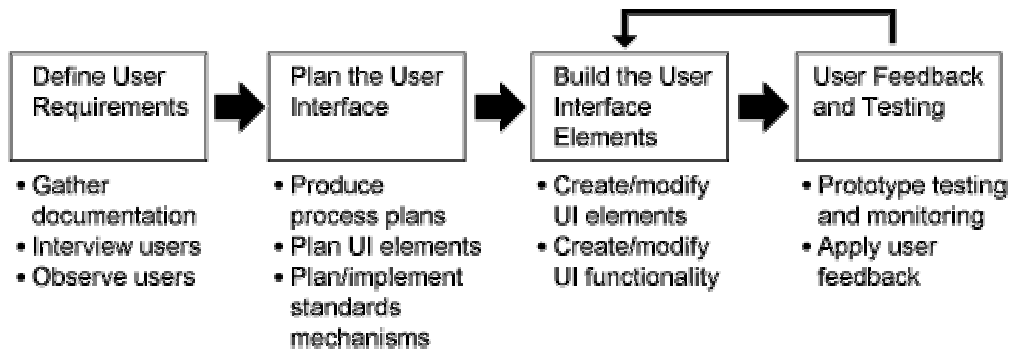 Define User
Requirements
Plan the User
Interface
Build the User
Interface
Elements
User Feedback
and Testing
• Gather
documentation
• Interview users
• Observe users
• Produce
process plans
• Plan UI elements
• Plan/implement
standards
mechanisms
• Create/modify
UI elements
• Create/modify
UI functionality
• Prototype testing
and monitoring
• Apply user
feedback